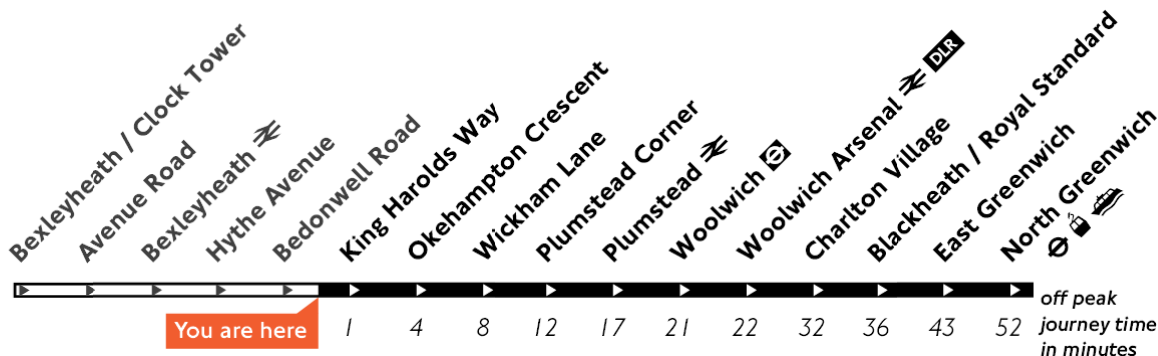 Bexleyheath / Clock Tower
Avenue Road
Bexleyheath
Hythe Avenue
Bedonwell Road
King Harolds Way
Okehampton Crescent
Wickham Lane
Plumstead Corner
Plumstead
Woolwich
Woolwich Arsenal DLR
Charlton Village
Blackheath / Royal Standard
East Greenwich
North Greenwich
You are here
1 4 8 12 17 21 22 32 36 43 52
off peak
journey time
in minutes